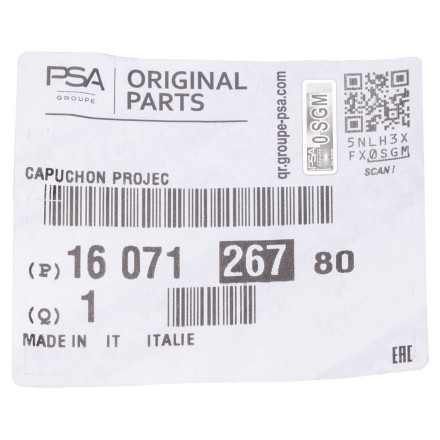 PSA
GROUPE
ORIGINAL
PARTS
qr.groupe-psa.com
PSA
0SGM
5NLH3X
FX0SGM
SCAN!
CAPUCHON PROJEC
(P) 16 071 267 80
(Q) 1
MADE IN IT ITALIE
EAC